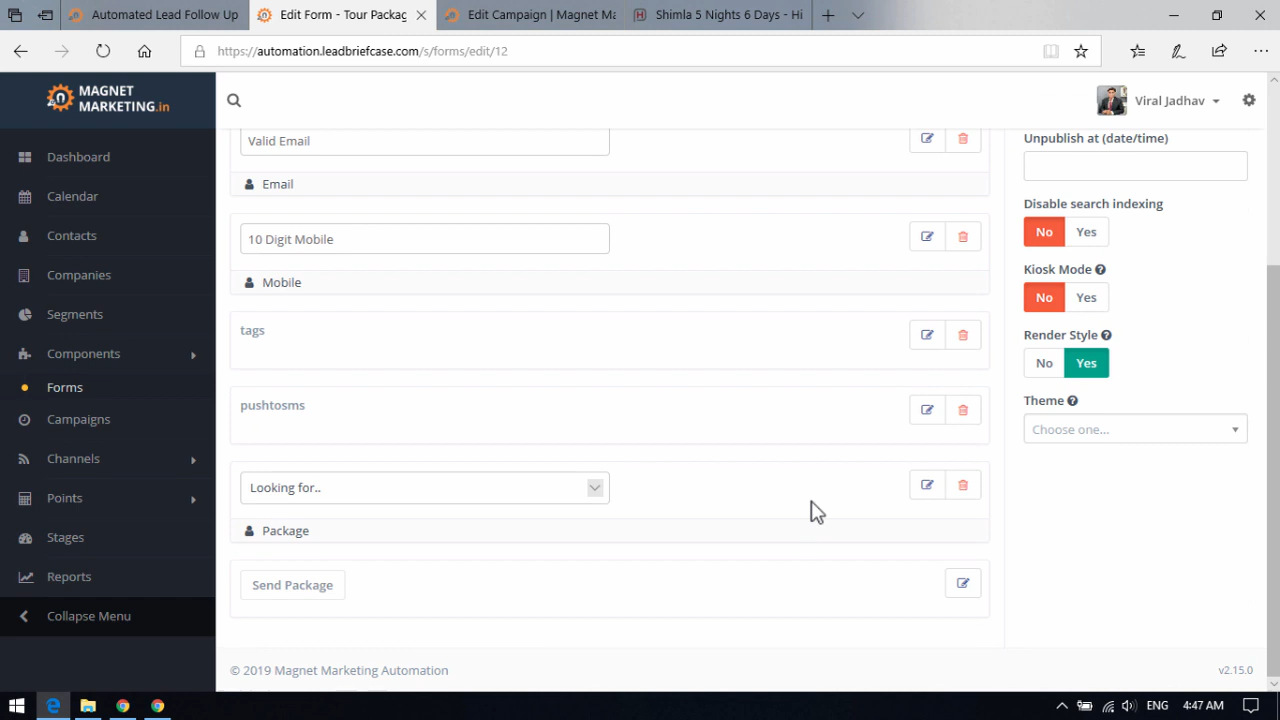 Automated Lead Follow Up
Edit Form - Tour Packag
Edit Campaign | Magnet Ma
Shimla 5 Nights 6 Days - Hi
https://automation.leadbriefcase.com/s/forms/edit/12
MAGNET
MARKETING.in
Viral Jadhav
Dashboard
Calendar
Contacts
Companies
Segments
Components
Forms
Campaigns
Channels
Points
Stages
Reports
Collapse Menu
Valid Email
Email
10 Digit Mobile
Mobile
tags
pushtosms
Looking for..
Package
Send Package
Unpublish at (date/time)
Disable search indexing
No Yes
Kiosk Mode
No Yes
Render Style
No Yes
Theme
Choose one...
© 2019 Magnet Marketing Automation
v2.15.0
ENG
4:47 AM